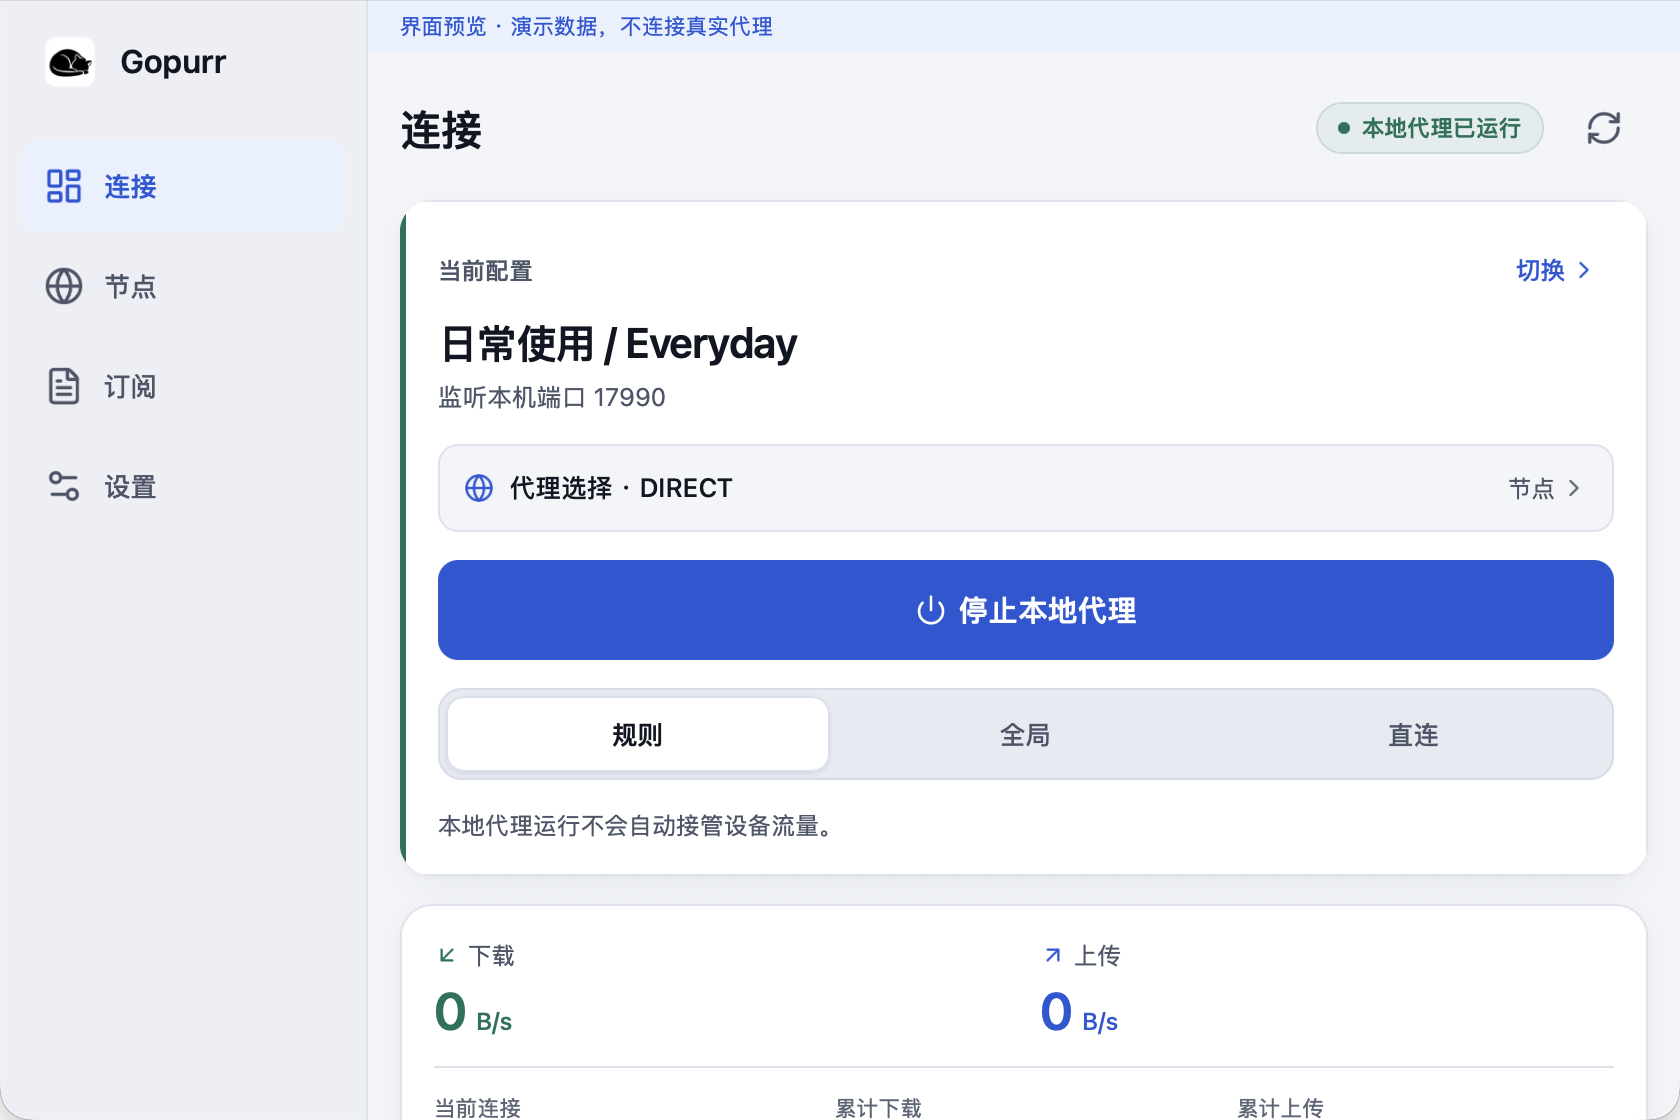 Gopurr
连接
节点
订阅
设置
界面预览 · 演示数据，不连接真实代理
连接
本地代理已运行
当前配置
切换
日常使用 / Everyday
监听本机端口 17990
代理选择 · DIRECT
节点
停止本地代理
规则
全局
直连
本地代理运行不会自动接管设备流量。
下载
上传
0 B/s
0 B/s
当前连接
累计下载
累计上传